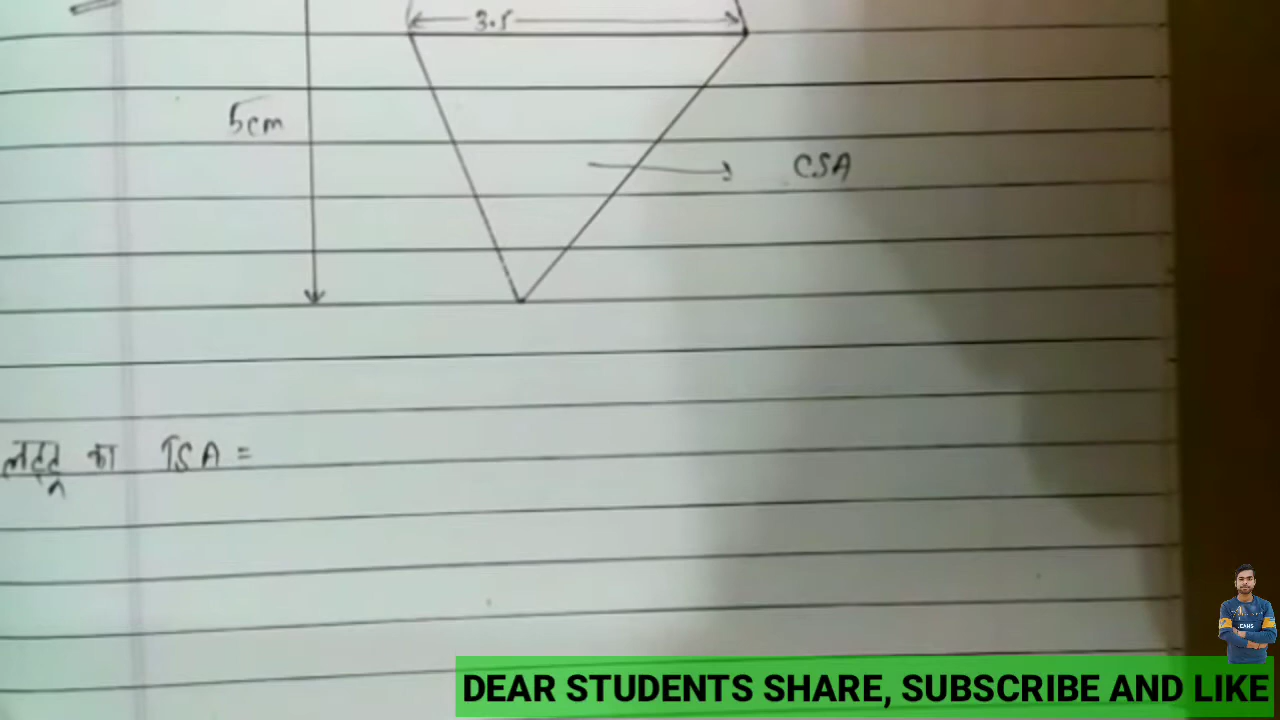 3.5
5cm
CSA
लट्टू का TSA =
DEAR STUDENTS SHARE, SUBSCRIBE AND LIKE